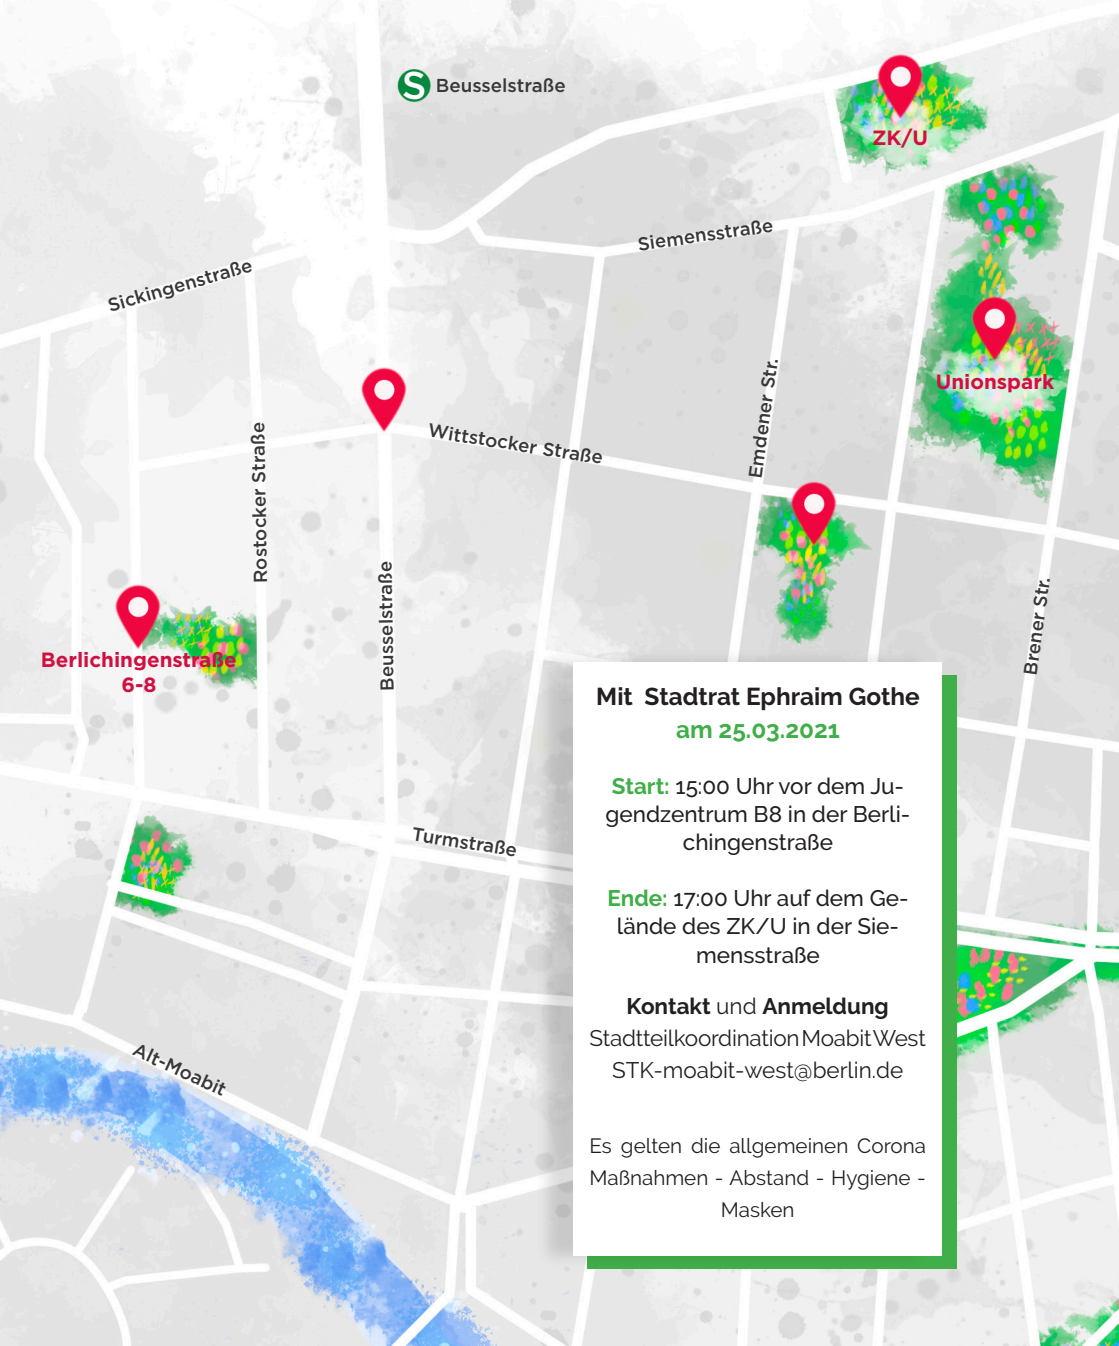 S Beusselstraße
ZK/U
Siemensstraße
Sickingenstraße
Unionspark
Emdener Str.
Wittstocker Straße
Rostocker Straße
Beusselstraße
Brener Str.
Berlichingenstraße
6-8
Turmstraße
Alt-Moabit
Mit Stadtrat Ephraim Gothe
am 25.03.2021
Start: 15:00 Uhr vor dem Ju-
gendzentrum B8 in der Berli-
chingenstraße
Ende: 17:00 Uhr auf dem Ge-
lände des ZK/U in der Sie-
mensstraße
Kontakt und Anmeldung
Stadtteilkoordination Moabit West
STK-moabit-west@berlin.de
Es gelten die allgemeinen Corona
Maßnahmen - Abstand - Hygiene -
Masken